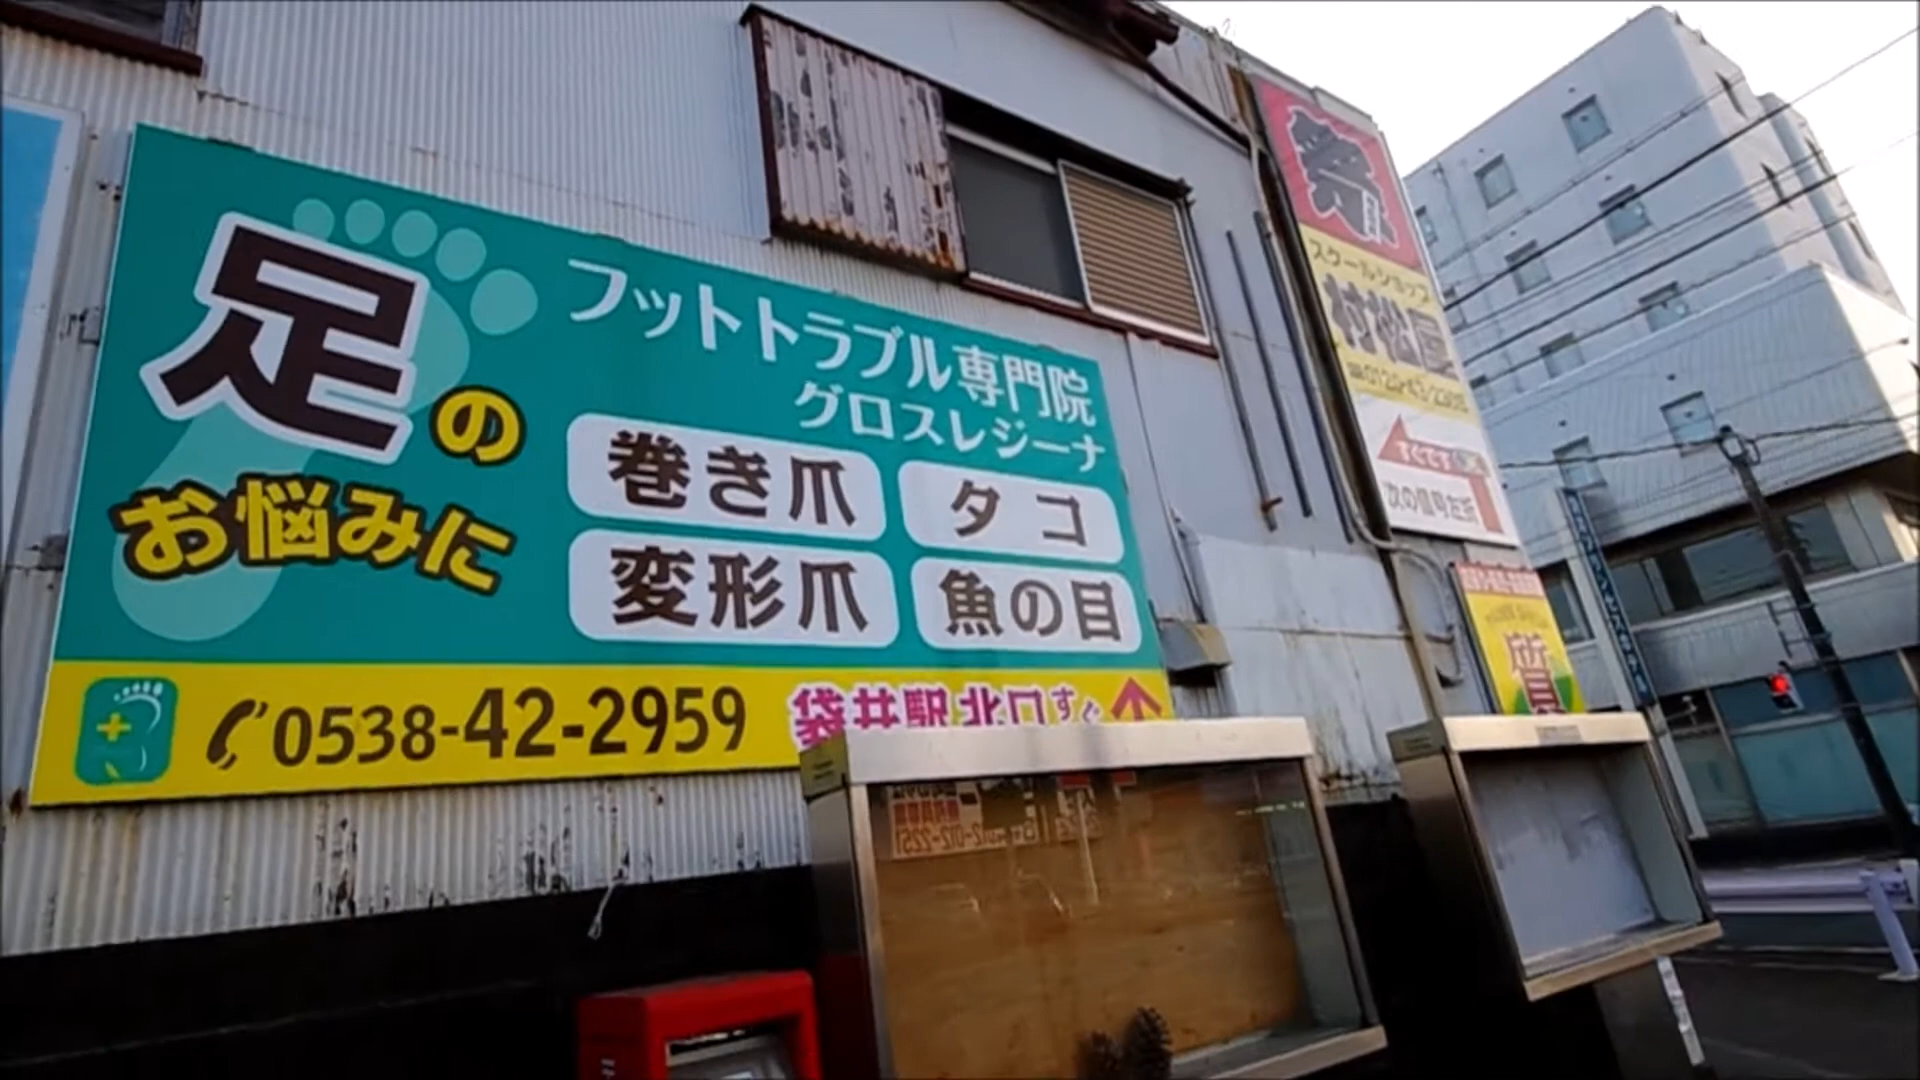 足の
お悩みに
フットトラブル専門院
グロスレジーナ
巻き爪
タコ
変形爪
魚の目
0538-42-2959
袋井駅北口すぐ
祭
スクールショップ
村松屋
すぐです
次の信号左折
質